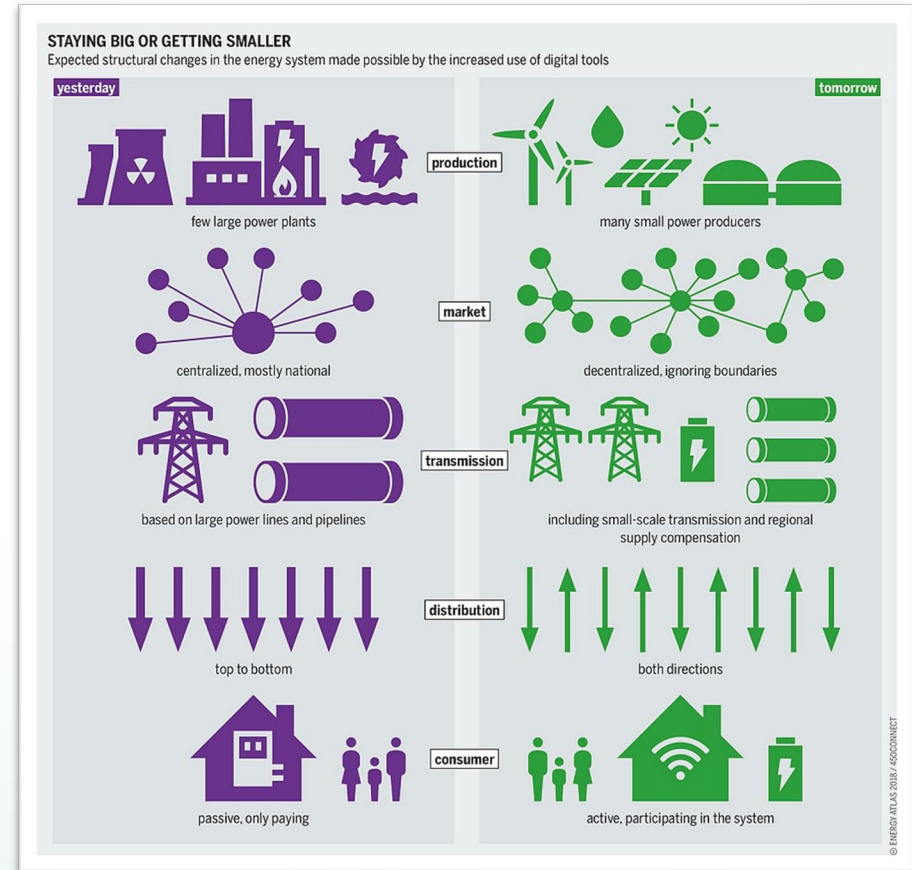 STAYING BIG OR GETTING SMALLER
Expected structural changes in the energy system made possible by the increased use of digital tools
yesterday
tomorrow
production
few large power plants
many small power producers
market
centralized, mostly national
decentralized, ignoring boundaries
transmission
based on large power lines and pipelines
including small-scale transmission and regional
supply compensation
distribution
top to bottom
both directions
consumer
passive, only paying
active, participating in the system
© ENERGY ATLAS 2018 / 450CONNECT